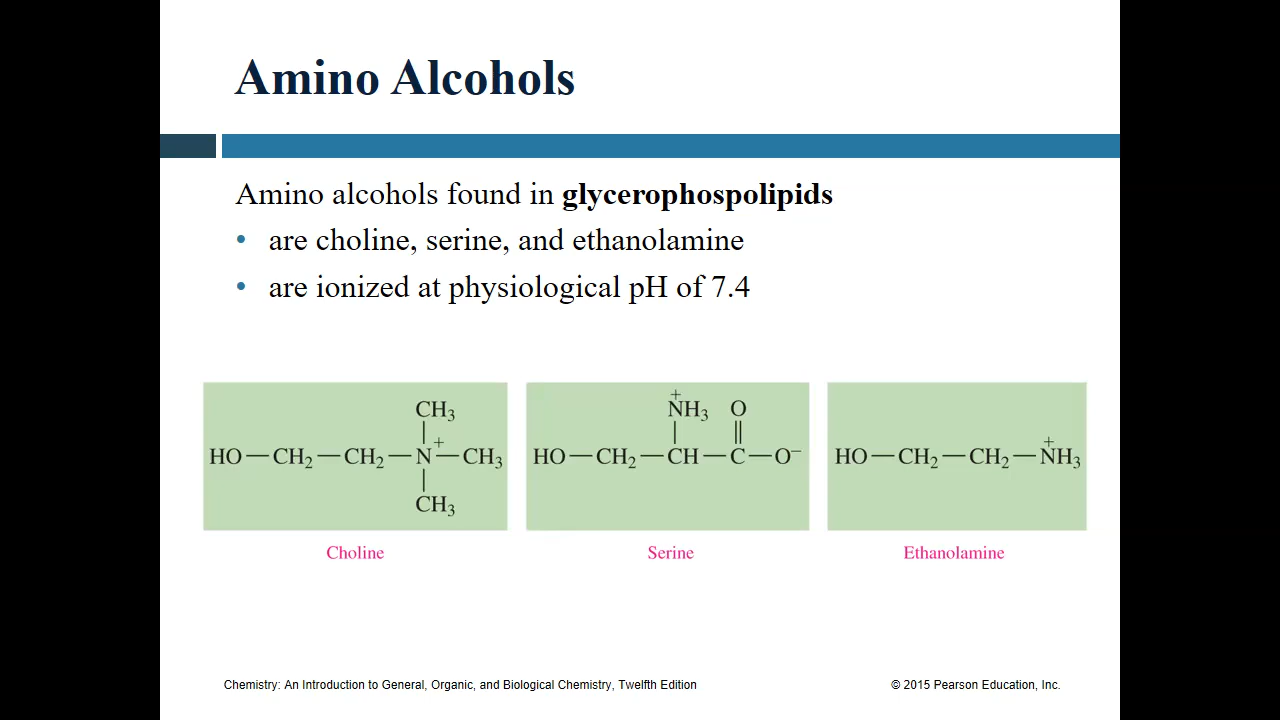 Amino Alcohols
Amino alcohols found in glycerophospolipids
• are choline, serine, and ethanolamine
• are ionized at physiological pH of 7.4
CH₃
HO—CH₂—CH₂—N⁺—CH₃
CH₃
Choline
⁺NH₃ O
HO—CH₂—CH—C—O⁻
Serine
HO—CH₂—CH₂—⁺NH₃
Ethanolamine
Chemistry: An Introduction to General, Organic, and Biological Chemistry, Twelfth Edition
© 2015 Pearson Education, Inc.